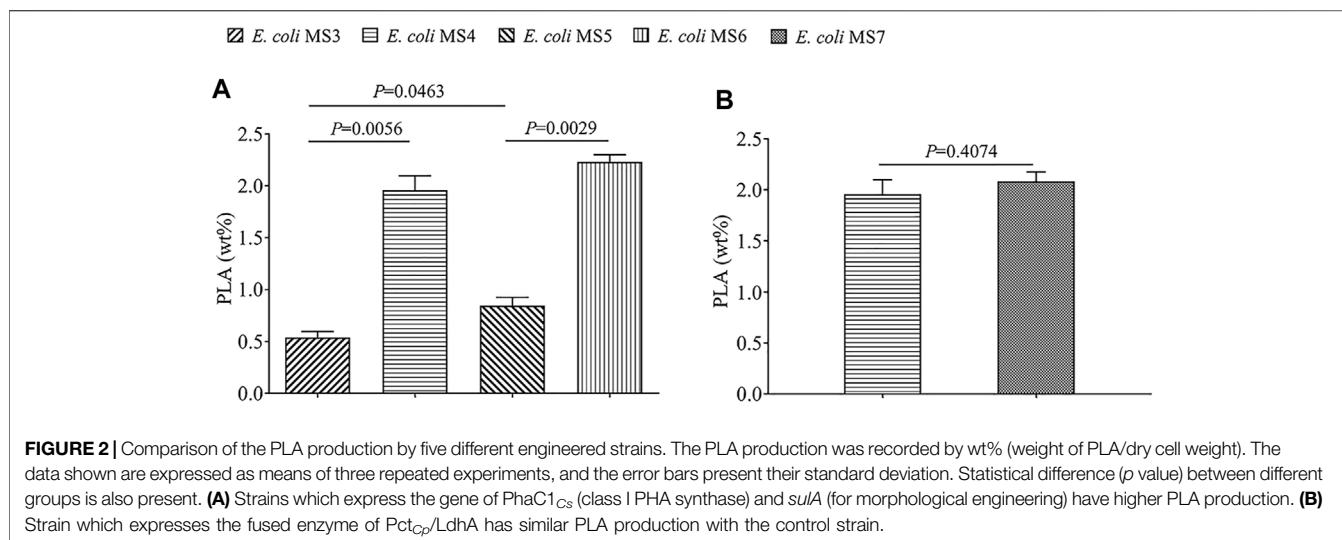 E. coli MS3 E. coli MS4 E. coli MS5 E. coli MS6 E. coli MS7
A
P=0.0463
P=0.0056
P=0.0029
PLA (wt%)
2.5
2.0
1.5
1.0
0.5
0.0
B
P=0.4074
PLA (wt%)
2.5
2.0
1.5
1.0
0.5
0.0
FIGURE 2 | Comparison of the PLA production by five different engineered strains. The PLA production was recorded by wt% (weight of PLA/dry cell weight). The
data shown are expressed as means of three repeated experiments, and the error bars present their standard deviation. Statistical difference (p value) between different
groups is also present. (A) Strains which express the gene of PhaC1Cs (class I PHA synthase) and sulA (for morphological engineering) have higher PLA production. (B)
Strain which expresses the fused enzyme of PctCp/LdhA has similar PLA production with the control strain.